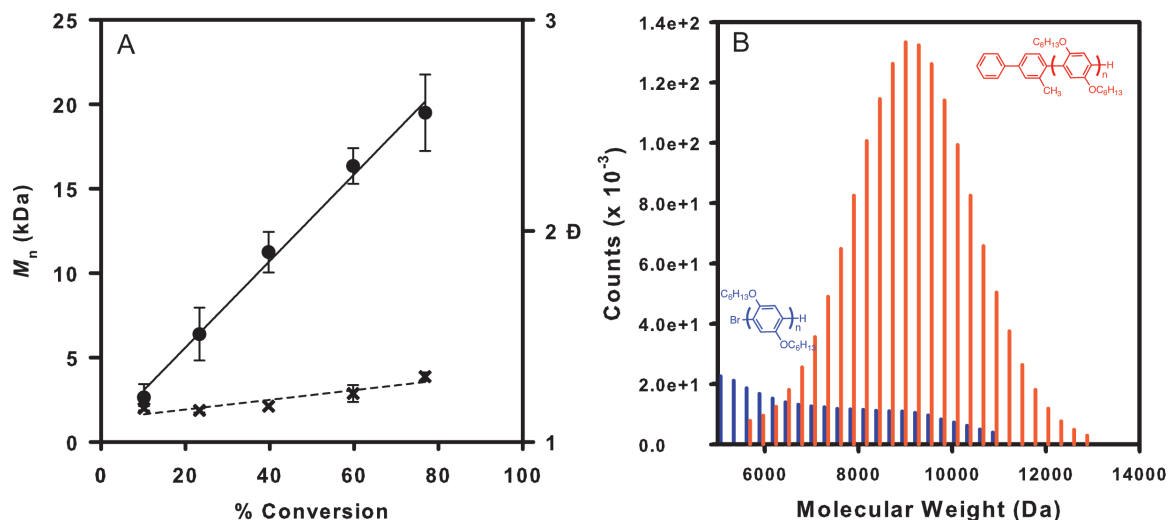 A
25
20
15
10
5
0
Mn (kDa)
3
2
1
Đ
0
20
40
60
80
100
% Conversion
B
1.4e+2
1.2e+2
1.0e+2
8.0e+1
6.0e+1
4.0e+1
2.0e+1
0.0
Counts (x 10-3)
C6H13O
H
n
CH3
OC6H13
C6H13O
Br
H
n
OC6H13
6000
8000
10000
12000
14000
Molecular Weight (Da)